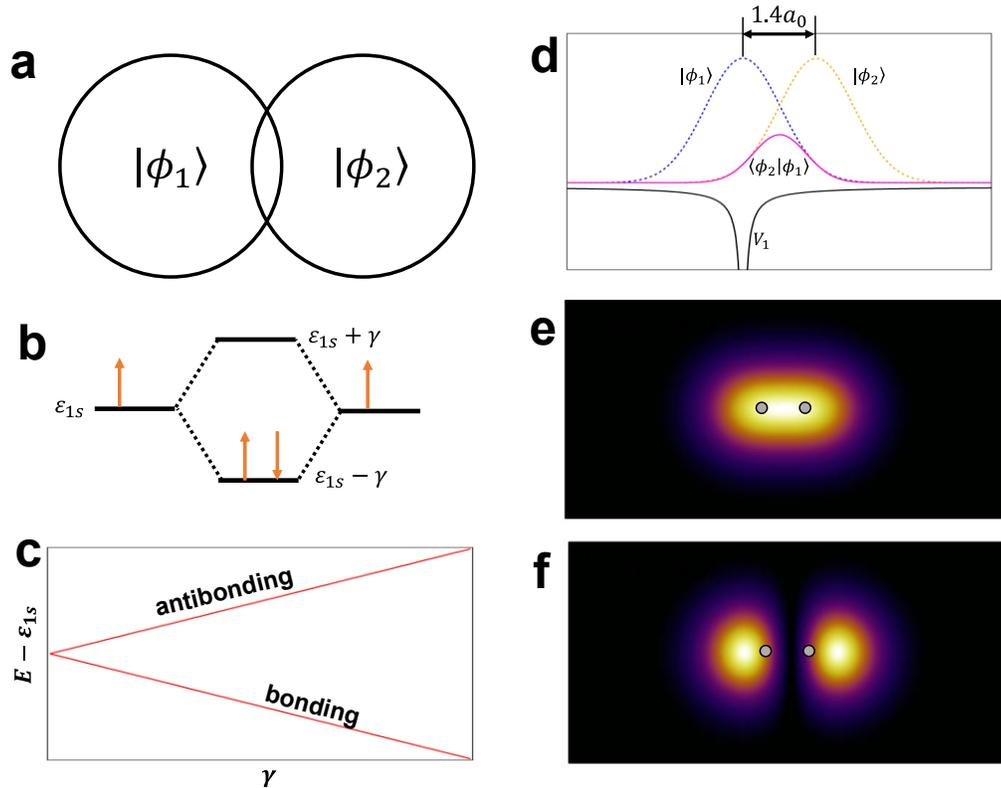 a
|ϕ₁⟩
|ϕ₂⟩
b
ε₁ₛ + γ
ε₁ₛ
ε₁ₛ − γ
c
E − ε₁ₛ
antibonding
bonding
γ
d
1.4a₀
|ϕ₁⟩
|ϕ₂⟩
⟨ϕ₂|ϕ₁⟩
V₁
e
f